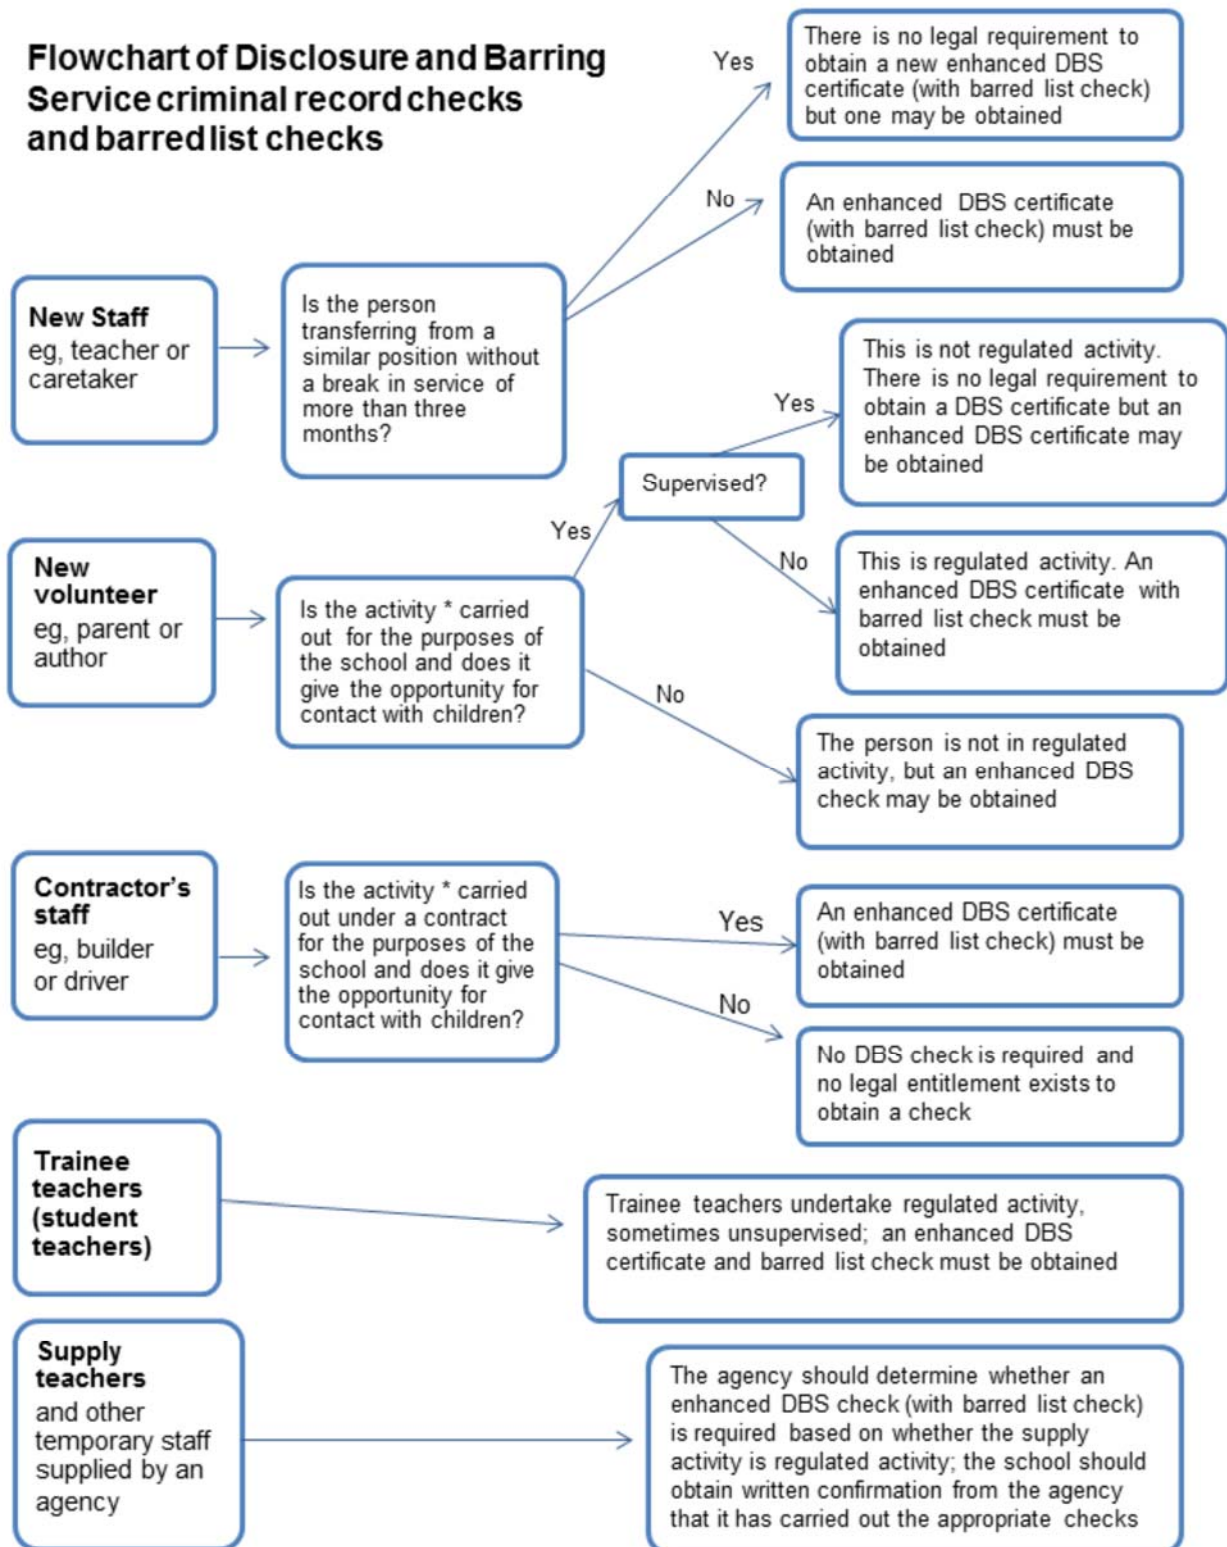 Flowchart of Disclosure and Barring
Service criminal record checks
and barred list checks
Yes
There is no legal requirement to
obtain a new enhanced DBS
certificate (with barred list check)
but one may be obtained
No
An enhanced DBS certificate
(with barred list check) must be
obtained
New Staff
eg, teacher or
caretaker
Is the person
transferring from a
similar position without
a break in service of
more than three
months?
This is not regulated activity.
There is no legal requirement to
obtain a DBS certificate but an
enhanced DBS certificate may
be obtained
Yes
Supervised?
Yes
No
This is regulated activity. An
enhanced DBS certificate with
barred list check must be
obtained
New
volunteer
eg, parent or
author
Is the activity * carried
out for the purposes of
the school and does it
give the opportunity for
contact with children?
No
The person is not in regulated
activity, but an enhanced DBS
check may be obtained
Contractor's
staff
eg, builder
or driver
Is the activity * carried
out under a contract
for the purposes of the
school and does it give
the opportunity for
contact with children?
Yes
An enhanced DBS certificate
(with barred list check) must be
obtained
No
No DBS check is required and
no legal entitlement exists to
obtain a check
Trainee
teachers
(student
teachers)
Trainee teachers undertake regulated activity,
sometimes unsupervised; an enhanced DBS
certificate and barred list check must be obtained
Supply
teachers
and other
temporary staff
supplied by an
agency
The agency should determine whether an
enhanced DBS check (with barred list check)
is required based on whether the supply
activity is regulated activity; the school should
obtain written confirmation from the agency
that it has carried out the appropriate checks